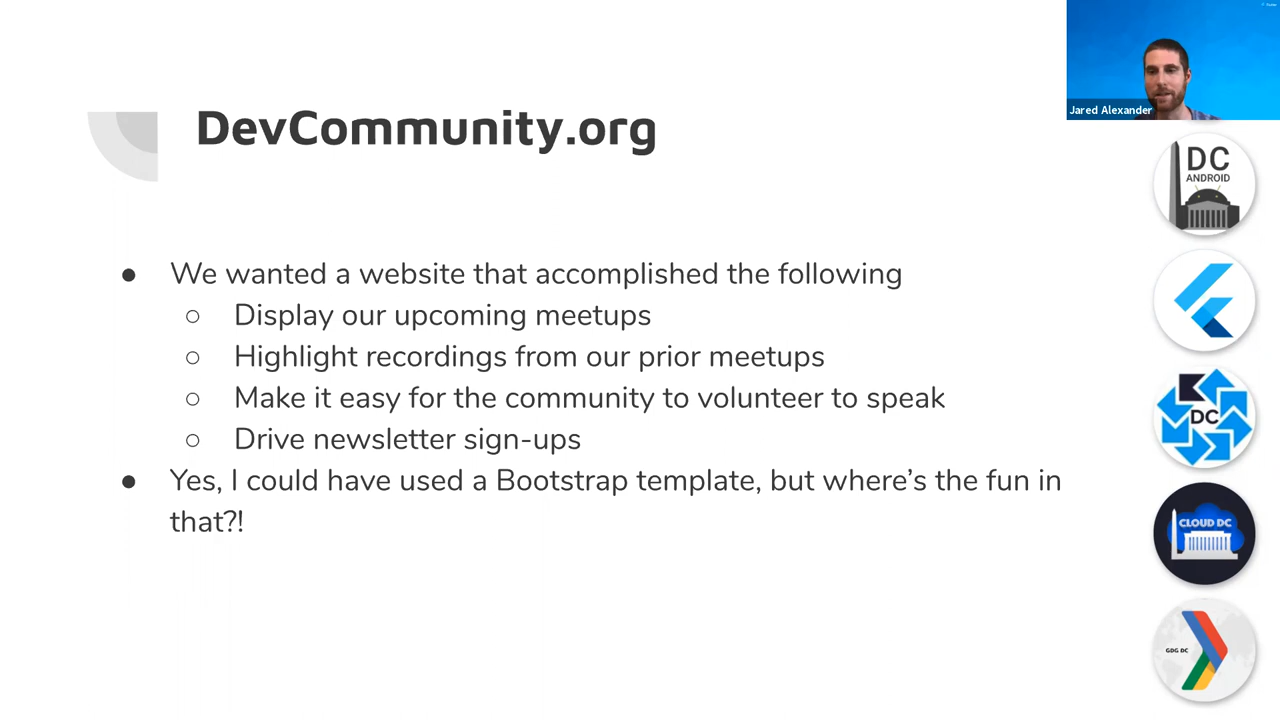 DevCommunity.org
● We wanted a website that accomplished the following
○ Display our upcoming meetups
○ Highlight recordings from our prior meetups
○ Make it easy for the community to volunteer to speak
○ Drive newsletter sign-ups
● Yes, I could have used a Bootstrap template, but where’s the fun in
that?!
Jared Alexander
DC
ANDROID
DC
CLOUD DC
GDG DC